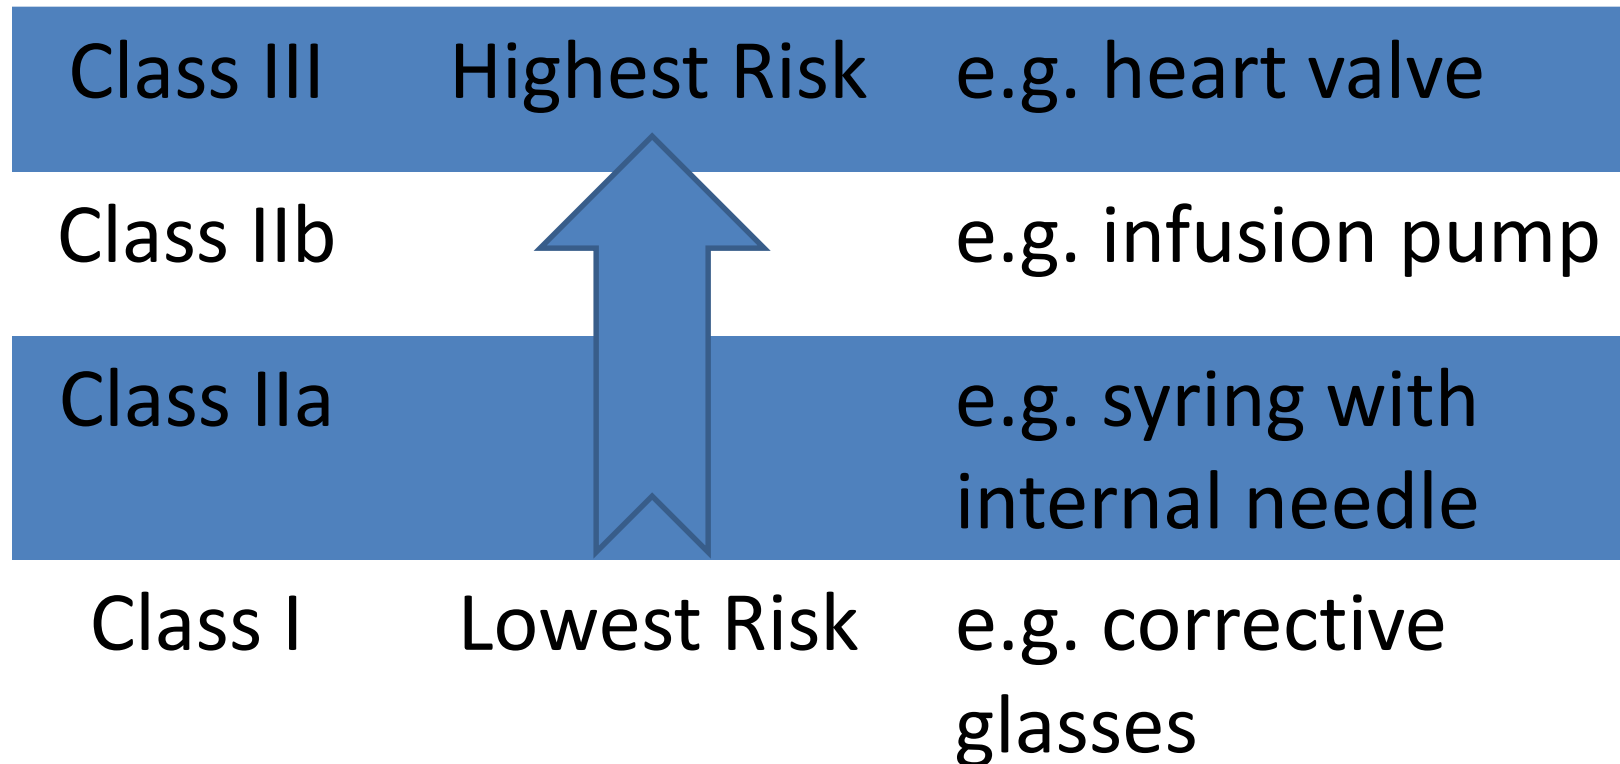 Class III Highest Risk e.g. heart valve
Class IIb e.g. infusion pump
Class IIa e.g. syring with
internal needle
Class I Lowest Risk e.g. corrective
glasses